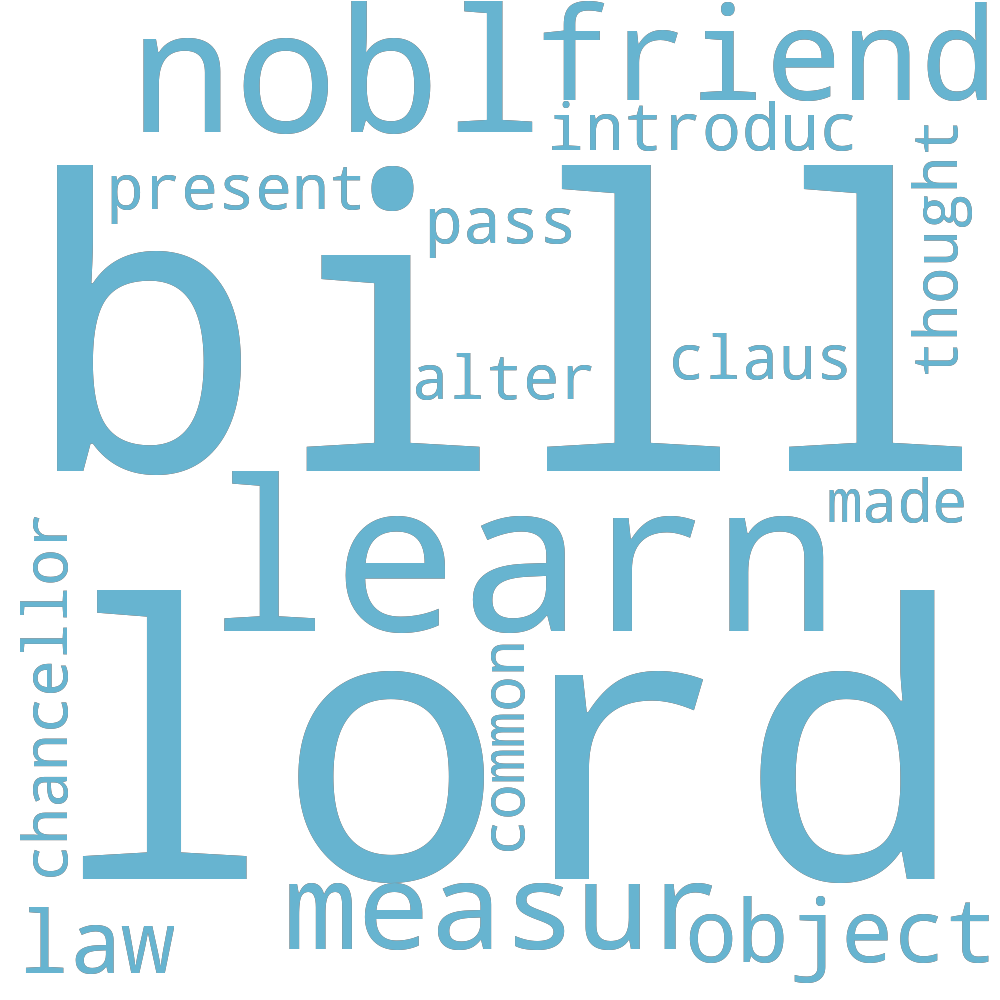 nobl
friend
introduc
present
pass
thought
bill
alter
claus
learn
made
chancellor
lord
common
measur
object
law